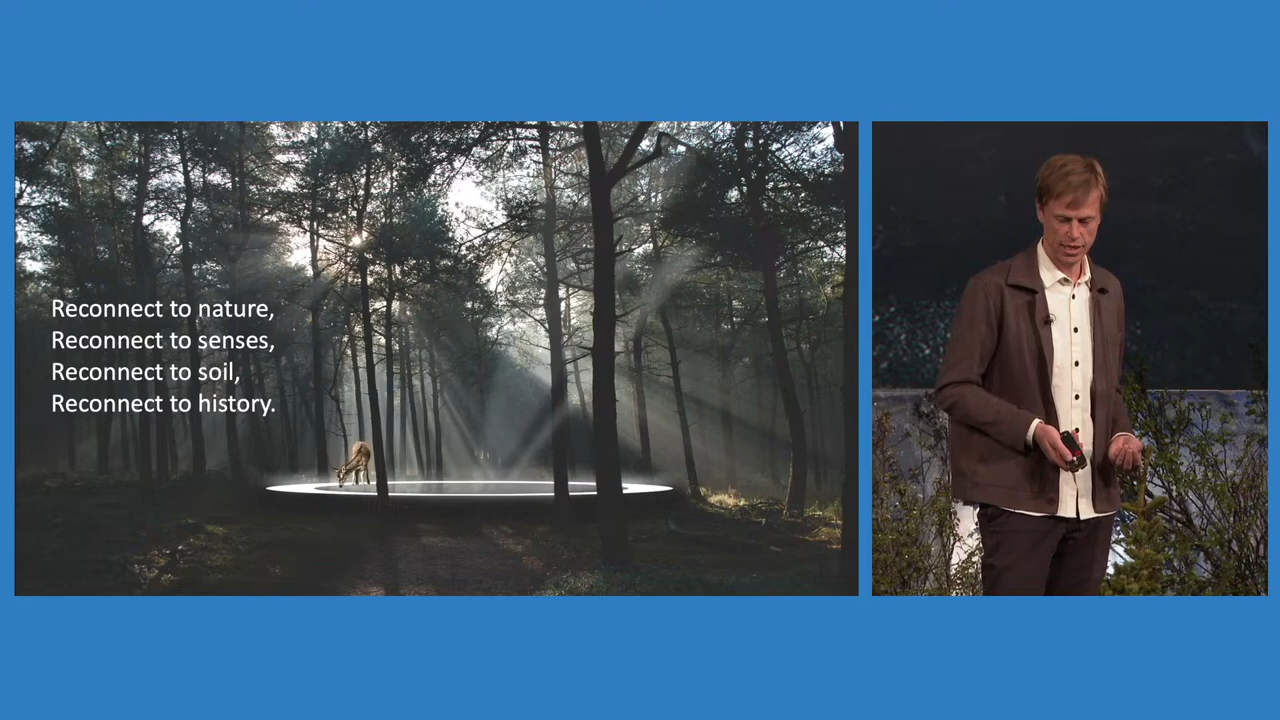 Reconnect to nature,
Reconnect to senses,
Reconnect to soil,
Reconnect to history.